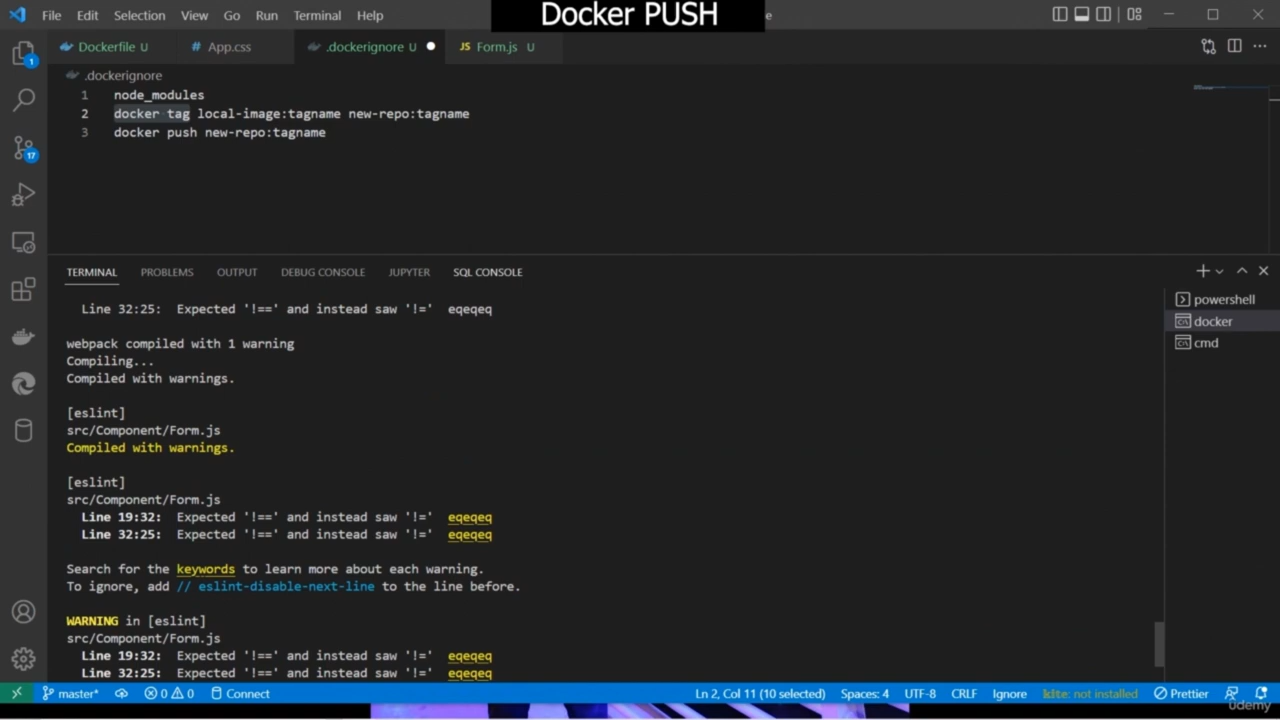 Docker PUSH
File Edit Selection View Go Run Terminal Help
Dockerfile U # App.css .dockerignore U JS Form.js U
.dockerignore
1 node_modules
2 docker tag local-image:tagname new-repo:tagname
3 docker push new-repo:tagname
TERMINAL PROBLEMS OUTPUT DEBUG CONSOLE JUPYTER SQL CONSOLE
powershell
docker
cmd
Line 32:25: Expected '!==' and instead saw '!=' eqeqeq
webpack compiled with 1 warning
Compiling...
Compiled with warnings.
[eslint]
src/Component/Form.js
Compiled with warnings.
[eslint]
src/Component/Form.js
Line 19:32: Expected '!==' and instead saw '!=' eqeqeq
Line 32:25: Expected '!==' and instead saw '!=' eqeqeq
Search for the keywords to learn more about each warning.
To ignore, add // eslint-disable-next-line to the line before.
WARNING in [eslint]
src/Component/Form.js
Line 19:32: Expected '!==' and instead saw '!=' eqeqeq
Line 32:25: Expected '!==' and instead saw '!=' eqeqeq
1
17
master* 0 0 Connect Ln 2, Col 11 (10 selected) Spaces: 4 UTF-8 CRLF Ignore kite: not installed Prettier
udemy